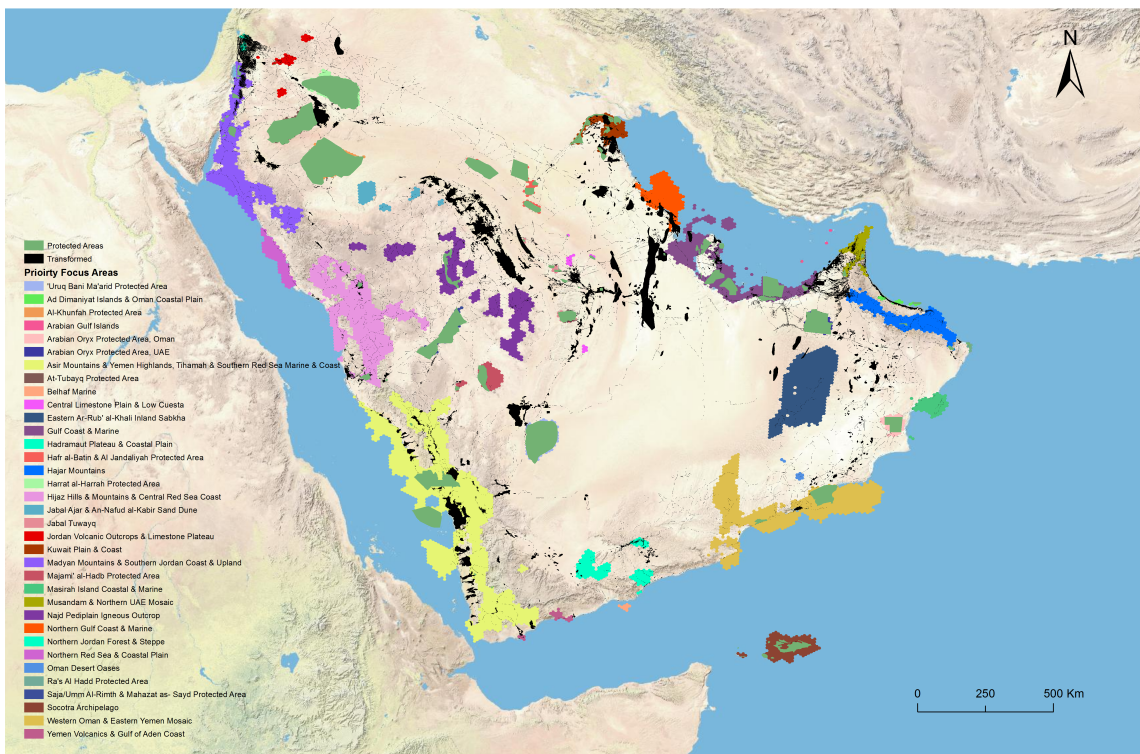 N
Protected Areas
Transformed
Prioirty Focus Areas
'Uruq Bani Ma'arid Protected Area
Ad Dimaniyat Islands & Oman Coastal Plain
Al-Khunfah Protected Area
Arabian Gulf Islands
Arabian Oryx Protected Area, Oman
Arabian Oryx Protected Area, UAE
Asir Mountains & Yemen Highlands, Tihamah & Southern Red Sea Marine & Coast
At-Tubayq Protected Area
Belhaf Marine
Central Limestone Plain & Low Cuesta
Eastern Ar-Rub' al-Khali Inland Sabkha
Gulf Coast & Marine
Hadramaut Plateau & Coastal Plain
Hafr al-Batin & Al Jandaliyah Protected Area
Hajar Mountains
Harrat al-Harrah Protected Area
Hijaz Hills & Mountains & Central Red Sea Coast
Jabal Ajar & An-Nafud al-Kabir Sand Dune
Jabal Tuwayq
Jordan Volcanic Outcrops & Limestone Plateau
Kuwait Plain & Coast
Madyan Mountains & Southern Jordan Coast & Upland
Majami' al-Hadb Protected Area
Masirah Island Coastal & Marine
Musandam & Northern UAE Mosaic
Najd Pediplain Igneous Outcrop
Northern Gulf Coast & Marine
Northern Jordan Forest & Steppe
Northern Red Sea & Coastal Plain
Oman Desert Oases
Ra's Al Hadd Protected Area
Saja/Umm Al-Rimth & Mahazat as- Sayd Protected Area
Socotra Archipelago
Western Oman & Eastern Yemen Mosaic
Yemen Volcanics & Gulf of Aden Coast
0 250 500 Km